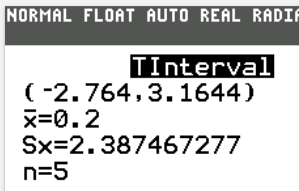 NORMAL FLOAT AUTO REAL RADIA
TInterval
(-2.764,3.1644)
x̄=0.2
Sx=2.387467277
n=5